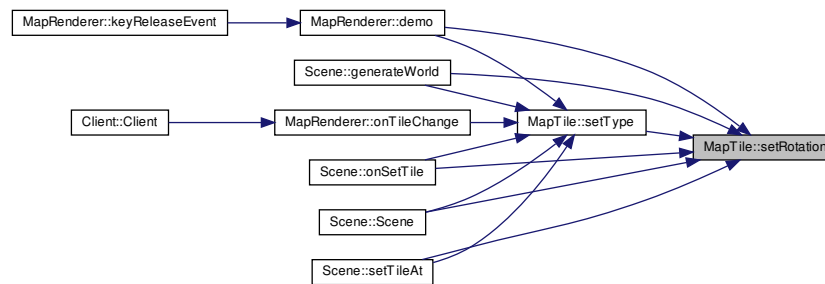 MapRenderer::keyReleaseEvent
MapRenderer::demo
Scene::generateWorld
Client::Client
MapRenderer::onTileChange
MapTile::setType
MapTile::setRotation
Scene::onSetTile
Scene::Scene
Scene::setTileAt